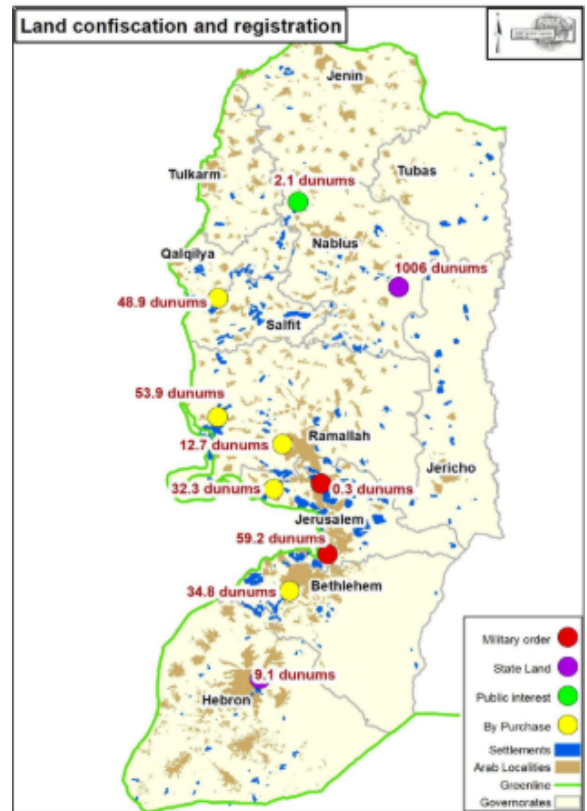 Land confiscation and registration
Jenin
Tubas
Tulkarm
2.1 dunums
Nablus
Qalqilya
1006 dunums
48.9 dunums
Salfit
53.9 dunums
12.7 dunums
Ramallah
Jericho
32.3 dunums
0.3 dunums
Jerusalem
59.2 dunums
Bethlehem
34.8 dunums
9.1 dunums
Hebron
Military order
State Land
Public interest
By Purchase
Settlements
Arab Localities
Greenline
Governorates